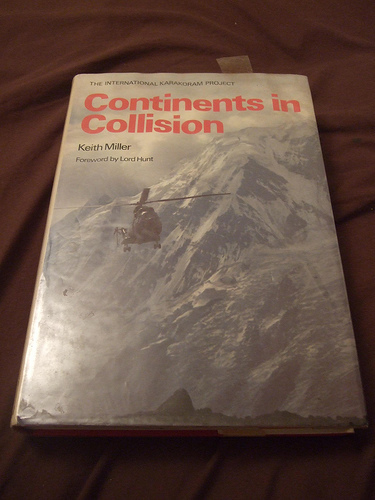 THE INTERNATIONAL KARAKORAM PROJECT
Continents in
Collision
Keith Miller
Foreword by Lord Hunt